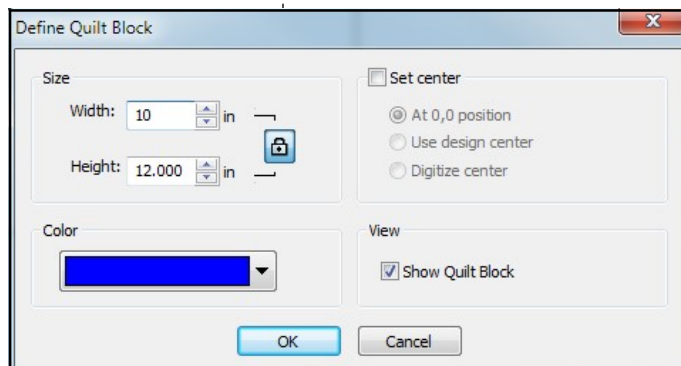 Define Quilt Block
Size
Width: 10 in
Height: 12.000 in
Set center
At 0,0 position
Use design center
Digitize center
Color
View
Show Quilt Block
OK
Cancel